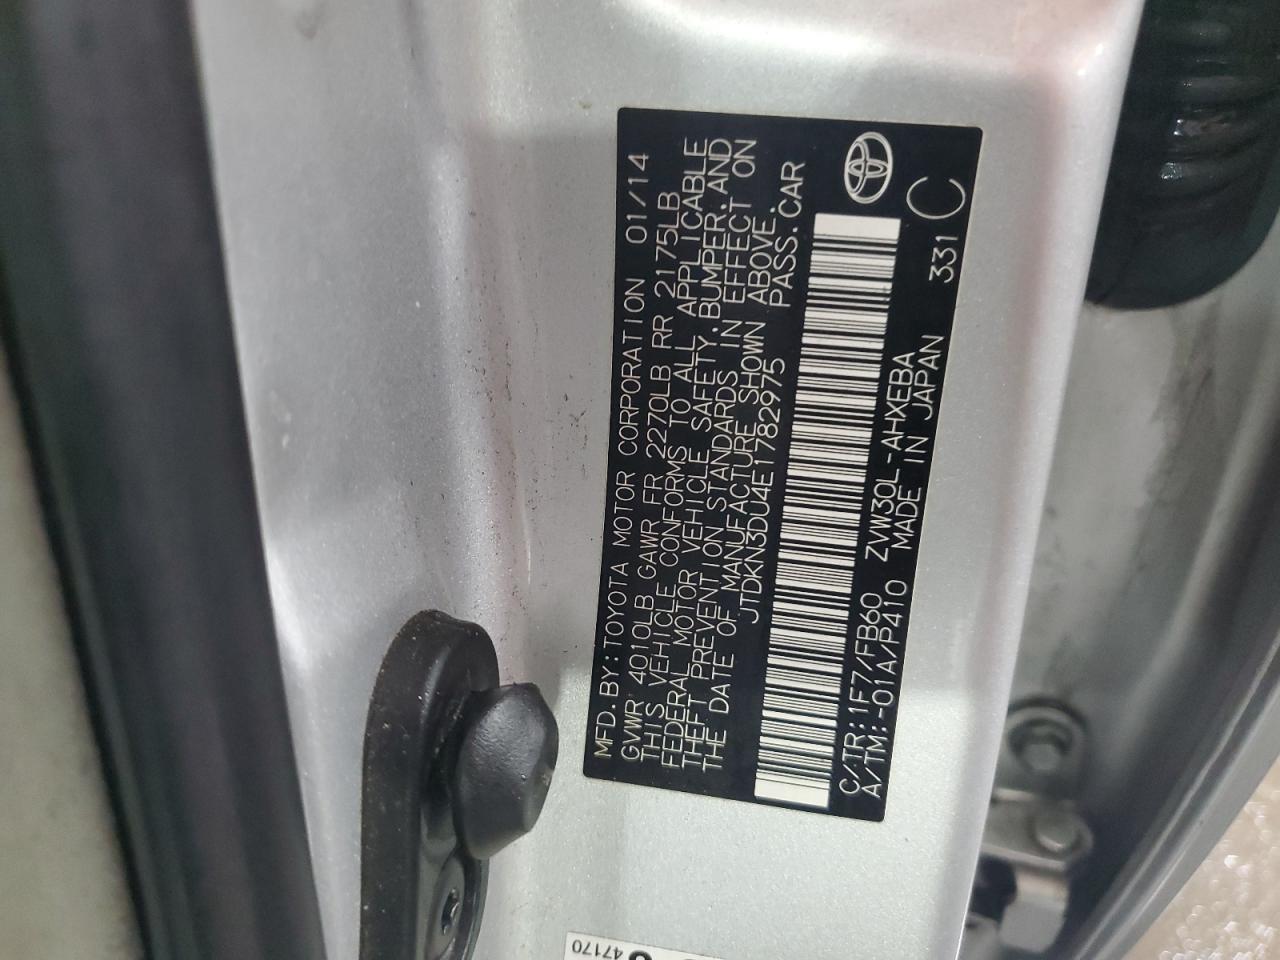 MFD.BY:TOYOTA MOTOR CORPORATION 01/14
GVWR 4010LB GAWR FR 2270LB RR 2175LB
THIS VEHICLE CONFORMS TO ALL APPLICABLE
FEDERAL MOTOR VEHICLE SAFETY,BUMPER,AND
THEFT PREVENTION STANDARDS IN EFFECT ON
THE DATE OF MANUFACTURE SHOWN ABOVE.
JTDKN3DU4E1782975 PASS.CAR
C/TR:1F7/FB60 ZVW30L-AHXEBA 331 C
A/TM:-01A/P410 MADE IN JAPAN
47170